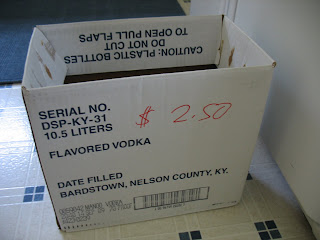 CAUTION: PLASTIC BOTTLES
DO NOT CUT
TO OPEN PULL FLAPS
SERIAL NO.
DSP-KY-31
10.5 LITERS
$ 2.50
FLAVORED VODKA
DATE FILLED
BARDSTOWN, NELSON COUNTY, KY.